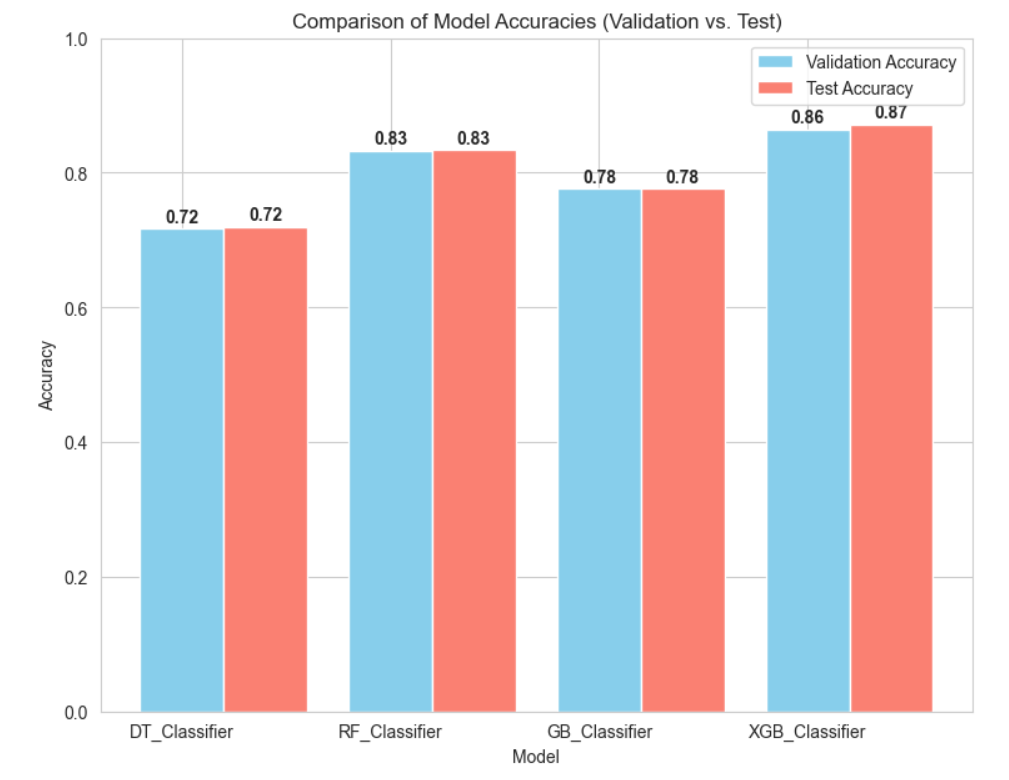 Comparison of Model Accuracies (Validation vs. Test)
1.0
Validation Accuracy
Test Accuracy
0.86
0.87
0.83
0.83
0.8
0.78
0.78
0.72
0.72
0.6
Accuracy
0.4
0.2
0.0
DT_Classifier
RF_Classifier
GB_Classifier
XGB_Classifier
Model